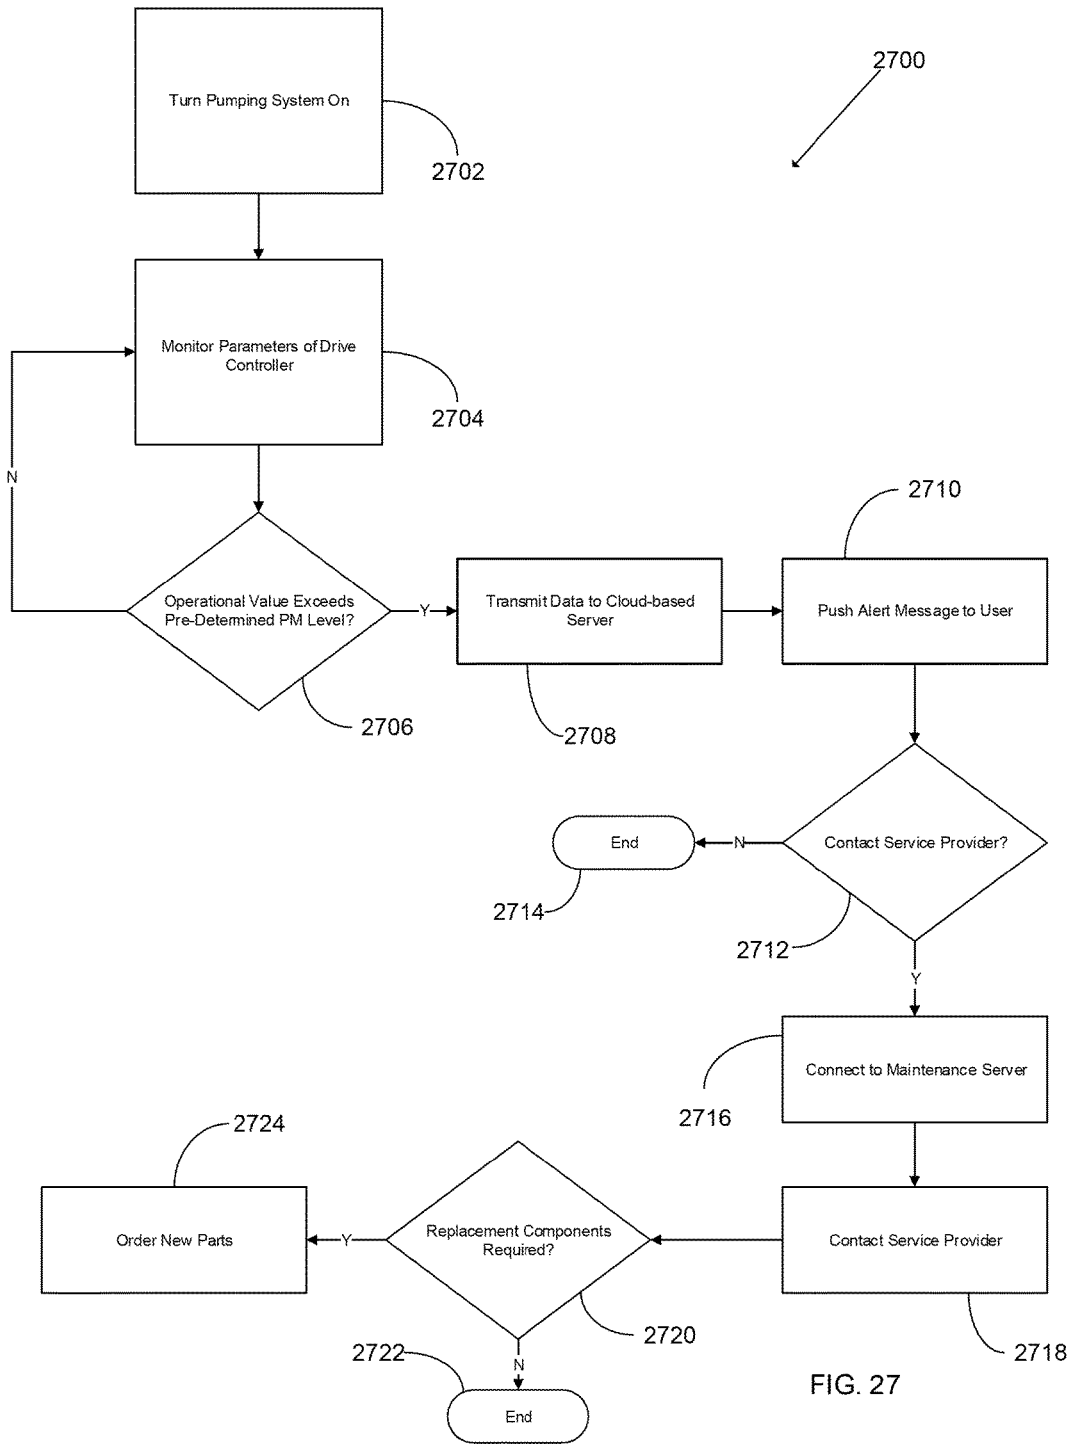 Turn Pumping System On
2700
2702
Monitor Parameters of Drive
Controller
2704
N
2710
Operational Value Exceeds
Pre-Determined PM Level?
Y
Transmit Data to Cloud-based
Server
Push Alert Message to User
2706
2708
End
N
Contact Service Provider?
2714
2712
Y
Connect to Maintenance Server
2716
2724
Order New Parts
Y
Replacement Components
Required?
Contact Service Provider
2720
2718
2722
N
FIG. 27
End